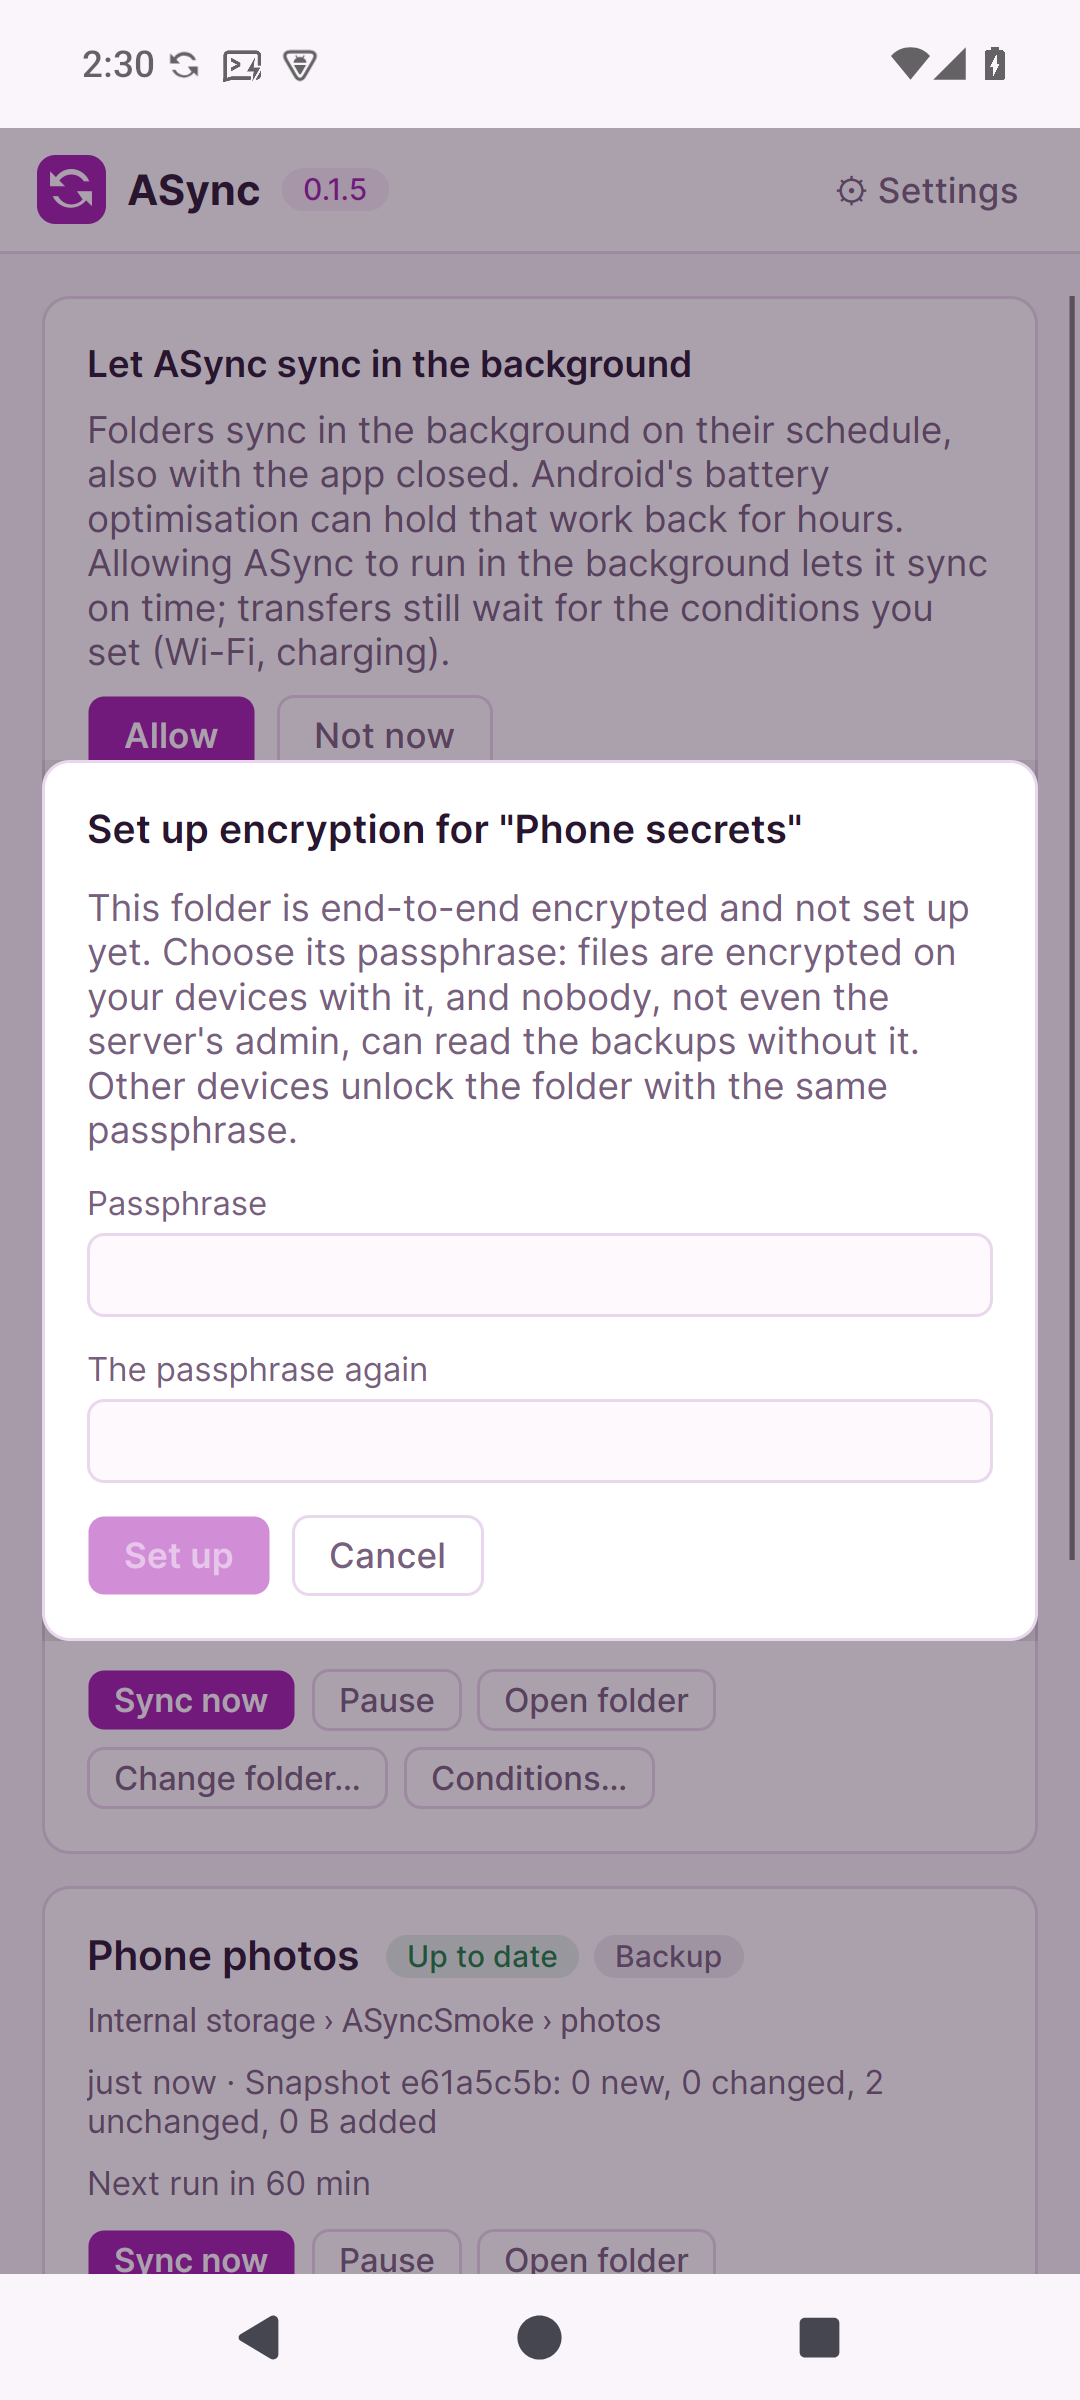 2:30
ASync 0.1.5 Settings
Let ASync sync in the background
Folders sync in the background on their schedule,
also with the app closed. Android's battery
optimisation can hold that work back for hours.
Allowing ASync to run in the background lets it sync
on time; transfers still wait for the conditions you
set (Wi-Fi, charging).
Allow Not now
Set up encryption for "Phone secrets"
This folder is end-to-end encrypted and not set up
yet. Choose its passphrase: files are encrypted on
your devices with it, and nobody, not even the
server's admin, can read the backups without it.
Other devices unlock the folder with the same
passphrase.
Passphrase
The passphrase again
Set up Cancel
Sync now Pause Open folder
Change folder... Conditions...
Phone photos Up to date Backup
Internal storage › ASyncSmoke › photos
just now · Snapshot e61a5c5b: 0 new, 0 changed, 2
unchanged, 0 B added
Next run in 60 min
Sync now Pause Open folder